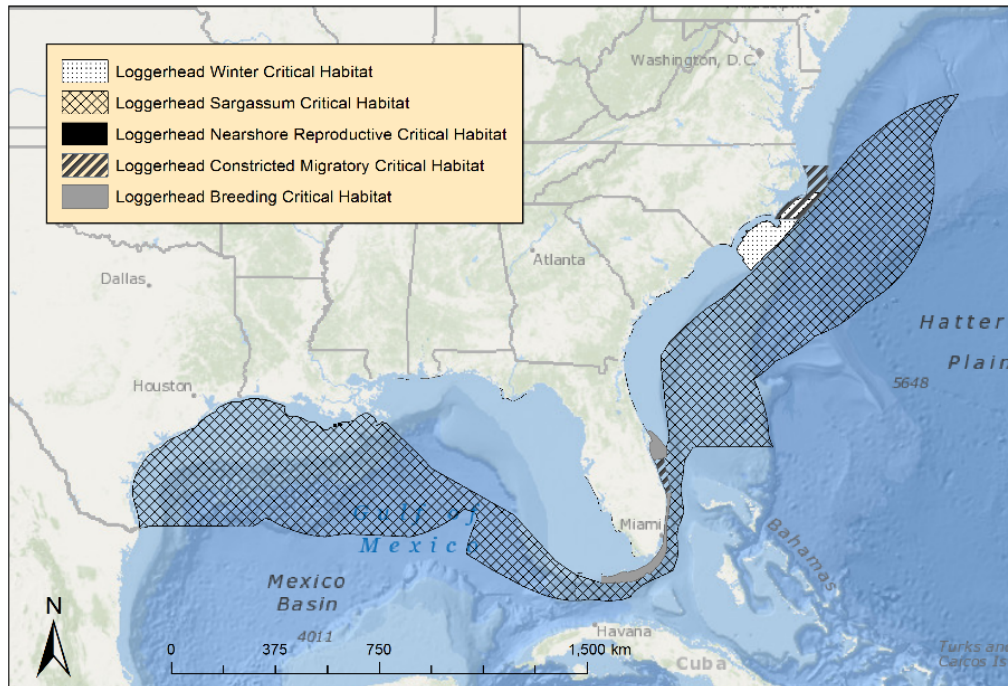 Philadelphia
Washington, D.C.
Loggerhead Winter Critical Habitat
Loggerhead Sargassum Critical Habitat
Loggerhead Nearshore Reproductive Critical Habitat
Loggerhead Constricted Migratory Critical Habitat
Loggerhead Breeding Critical Habitat
Atlanta
Dallas
Hatter
Plain
5648
Houston
Gulf of
Mexico
Miami
Bahamas
Mexico
Basin
4011
N
0 375 750 1,500 km
Havana
Cuba
Turks and
Caicos Is